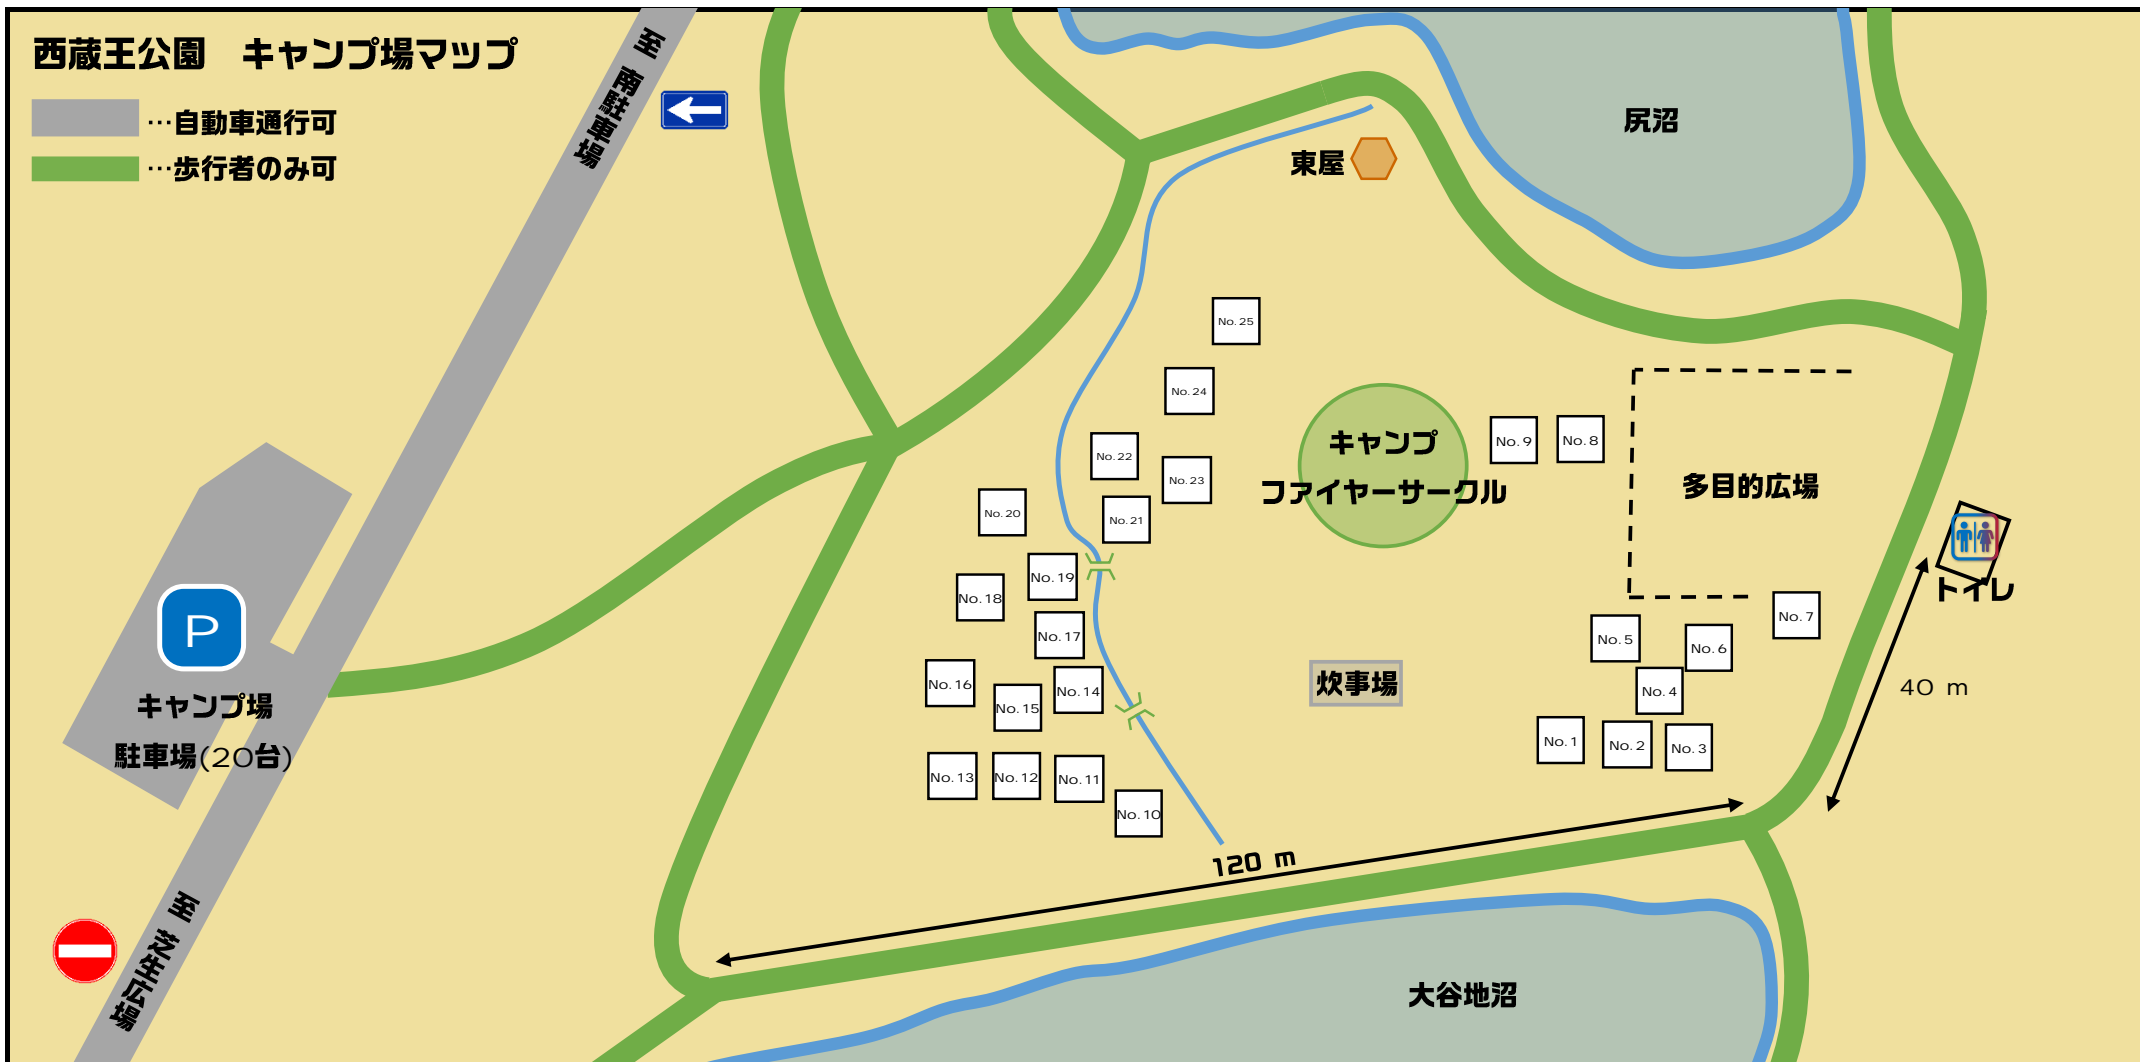 西蔵王公園　キャンプ場マップ
…自動車通行可
…歩行者のみ可
至　南駐車場
尻沼
東屋
No.25
No.24
No.22
No.23
No.21
No.20
No.19
No.18
No.17
No.16
No.15
No.14
No.13
No.12
No.11
No.10
キャンプ
ファイヤーサークル
No.9
No.8
多目的広場
トイレ
No.7
No.5
No.6
No.4
No.1
No.2
No.3
炊事場
40 m
120 m
P
キャンプ場
駐車場(20台)
至　芝生広場
大谷地沼